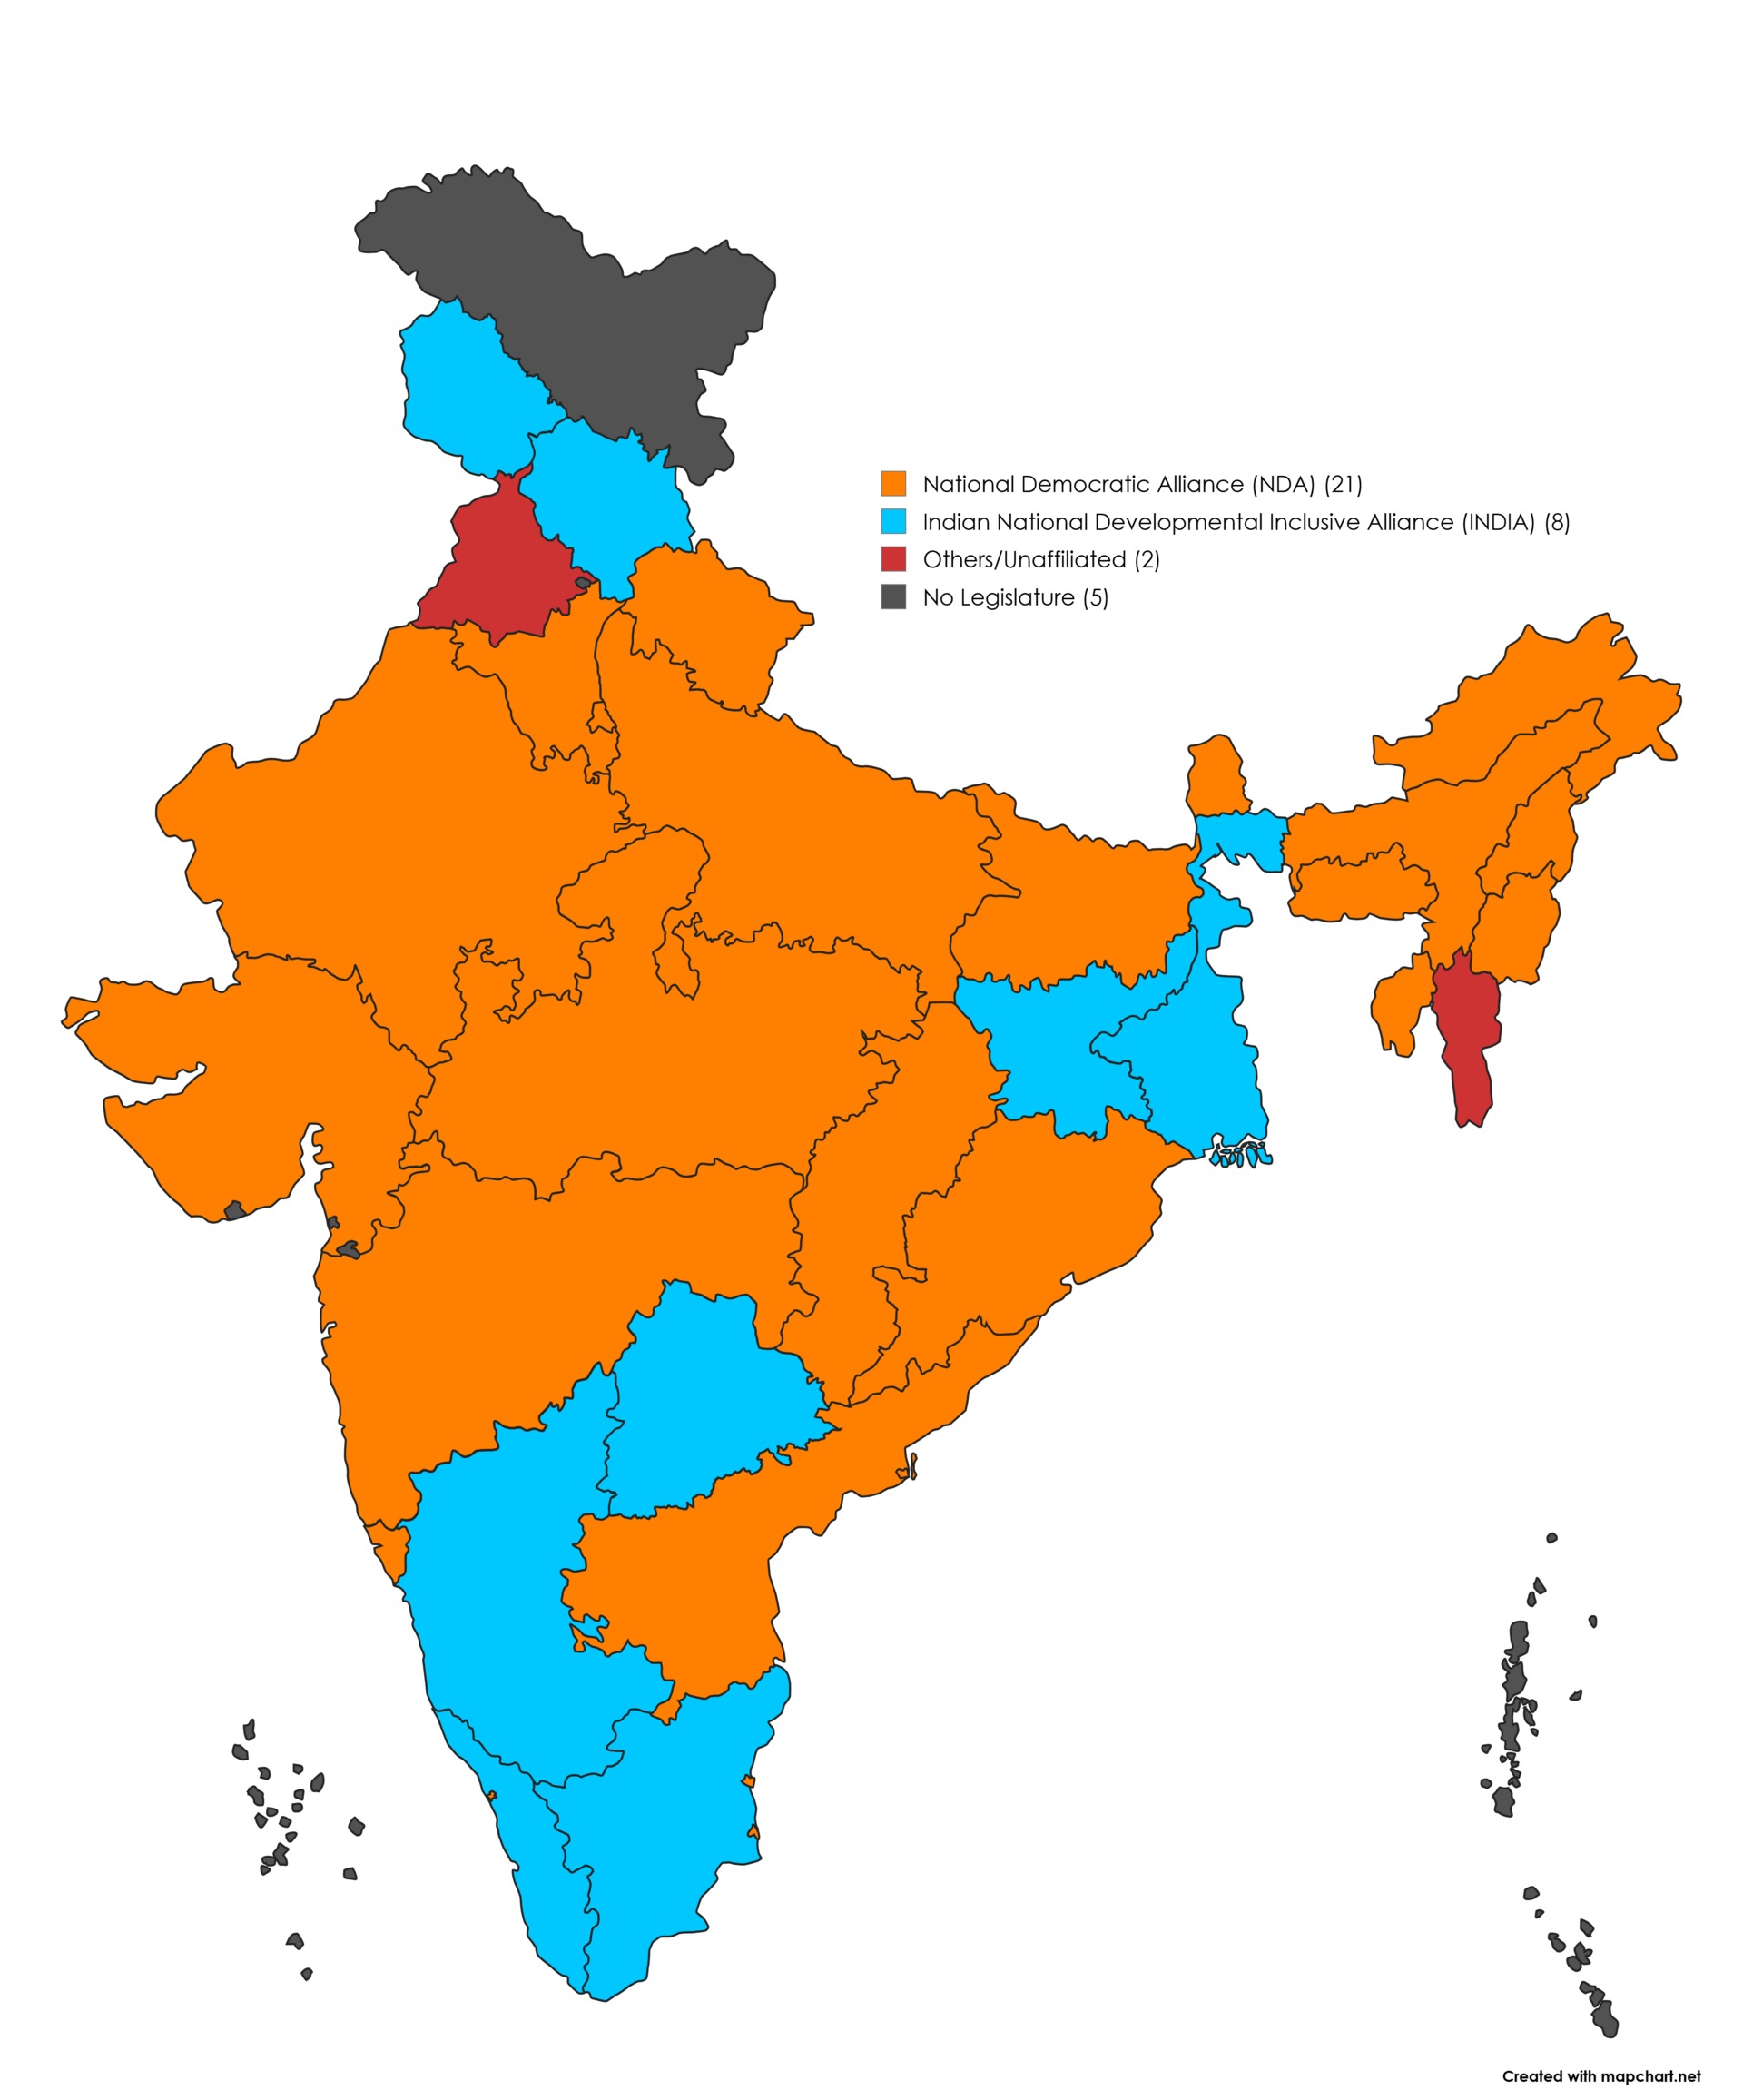 National Democratic Alliance (NDA) (21)
Indian National Developmental Inclusive Alliance (INDIA) (8)
Others/Unaffiliated (2)
No Legislature (5)
Created with mapchart.net